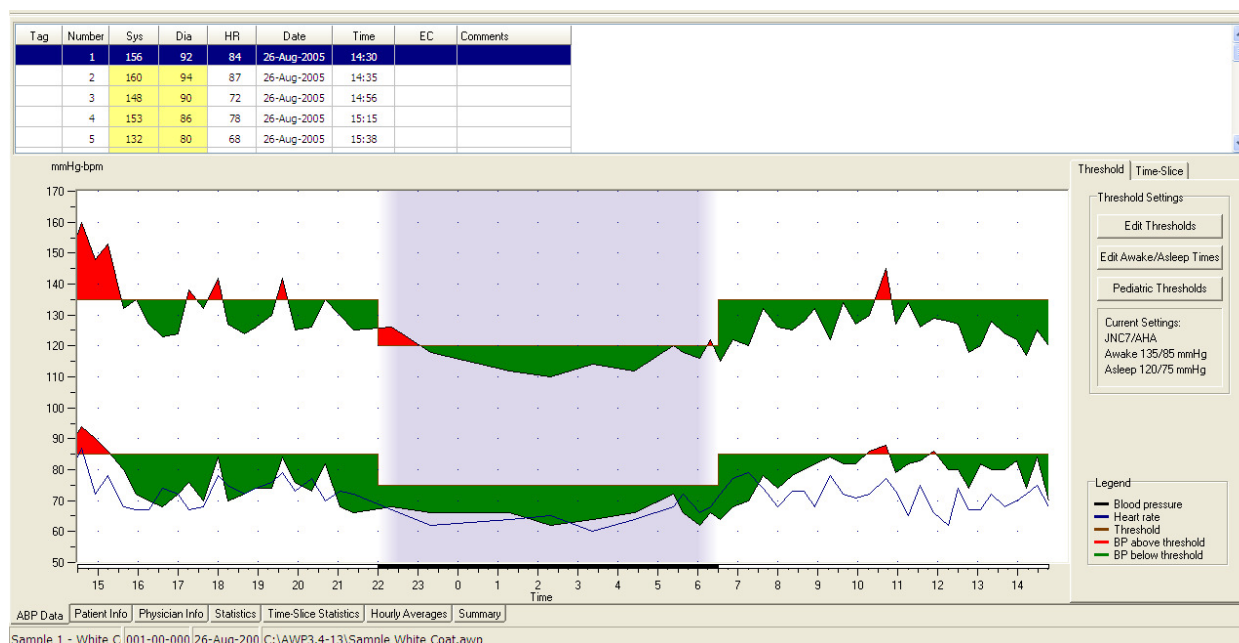 Tag Number Sys Dia HR Date Time EC Comments
1 156 92 84 26-Aug-2005 14:30
2 160 94 87 26-Aug-2005 14:35
3 148 90 72 26-Aug-2005 14:56
4 153 86 78 26-Aug-2005 15:15
5 132 80 68 26-Aug-2005 15:38
mmHg-bpm
170
160
150
140
130
120
110
100
90
80
70
60
50
15 16 17 18 19 20 21 22 23 0 1 2 3 4 5 6 7 8 9 10 11 12 13 14
Time
Threshold Time-Slice
Threshold Settings
Edit Thresholds
Edit Awake/Asleep Times
Pediatric Thresholds
Current Settings:
JNC7/AHA
Awake 135/85 mmHg
Asleep 120/75 mmHg
Legend
Blood pressure
Heart rate
Threshold
BP above threshold
BP below threshold
ABP Data Patient Info Physician Info Statistics Time-Slice Statistics Hourly Averages Summary
Sample 1 - White C 001-00-000 26-Aug-200 C:\AWP3.4-13\Sample White Coat.awp